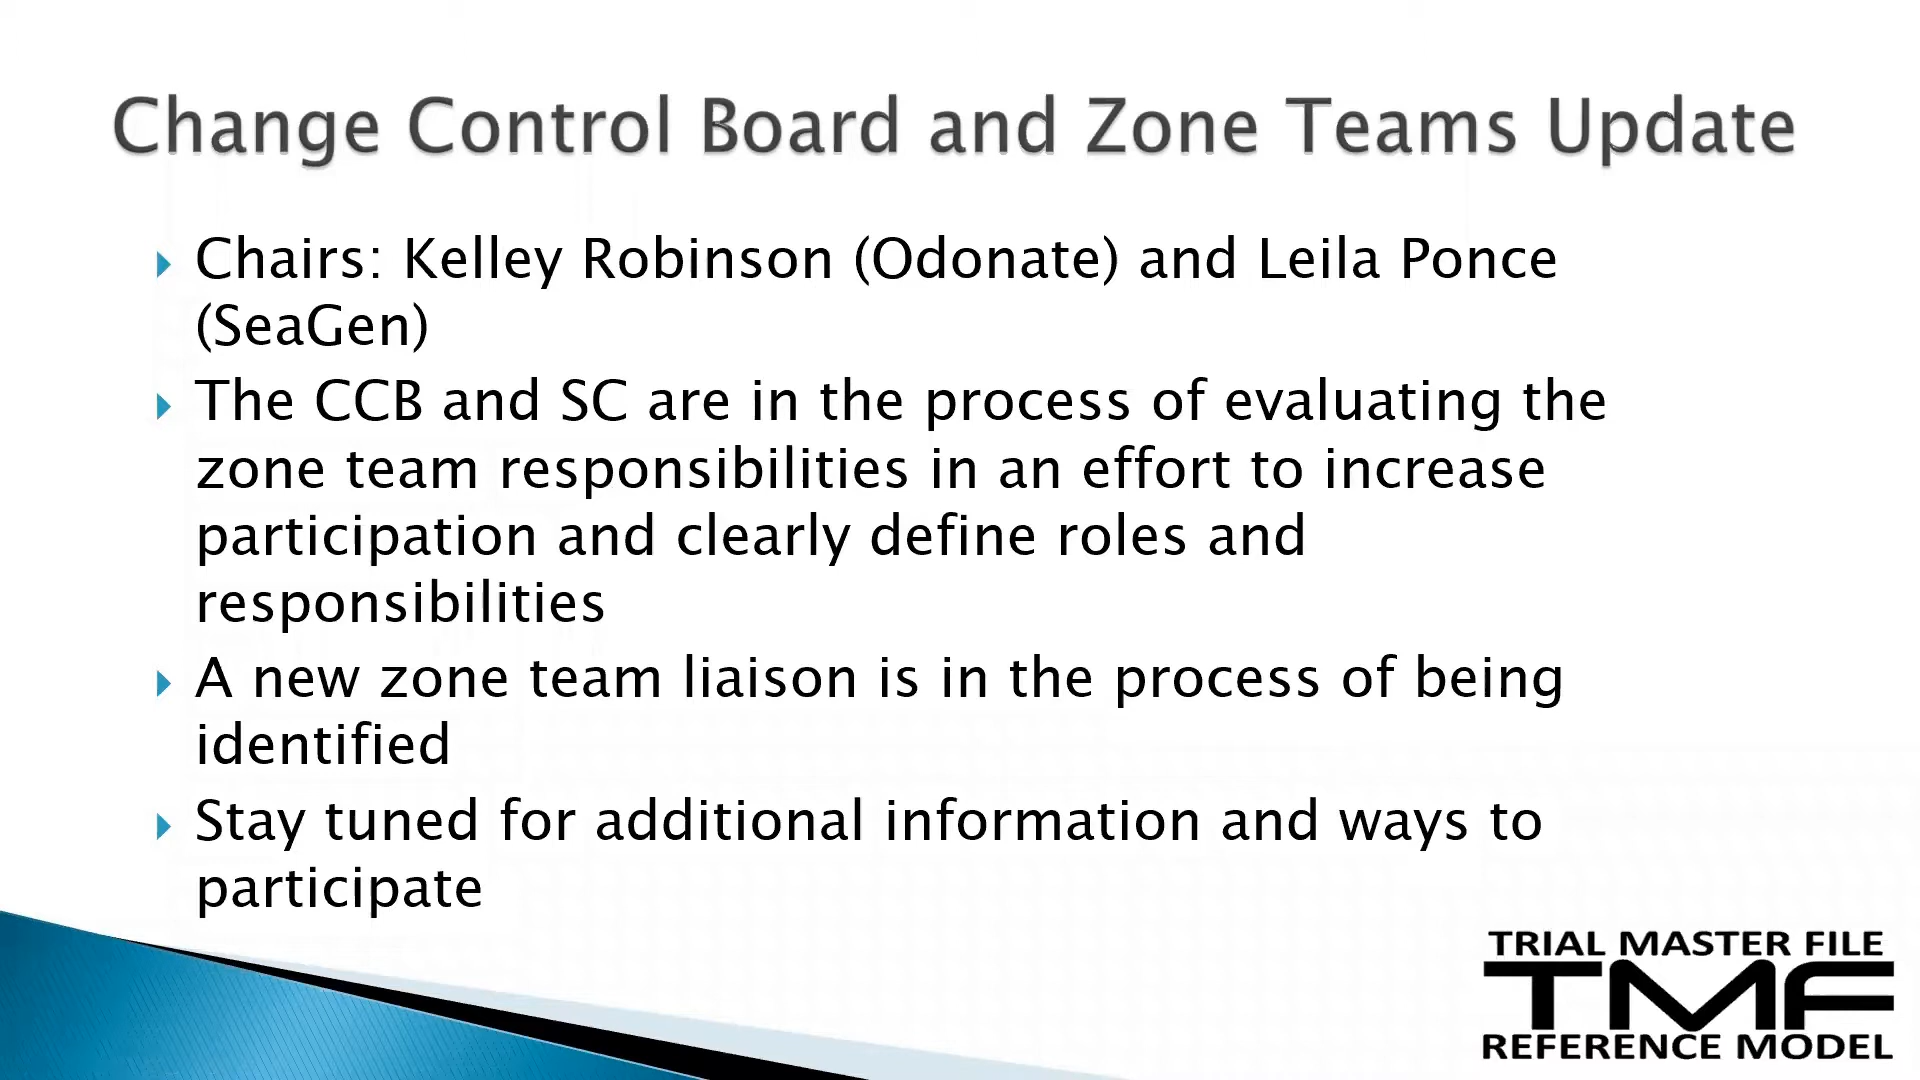 Change Control Board and Zone Teams Update
Chairs: Kelley Robinson (Odonate) and Leila Ponce
(SeaGen)
The CCB and SC are in the process of evaluating the
zone team responsibilities in an effort to increase
participation and clearly define roles and
responsibilities
A new zone team liaison is in the process of being
identified
Stay tuned for additional information and ways to
participate
TRIAL MASTER FILE
TMF
REFERENCE MODEL